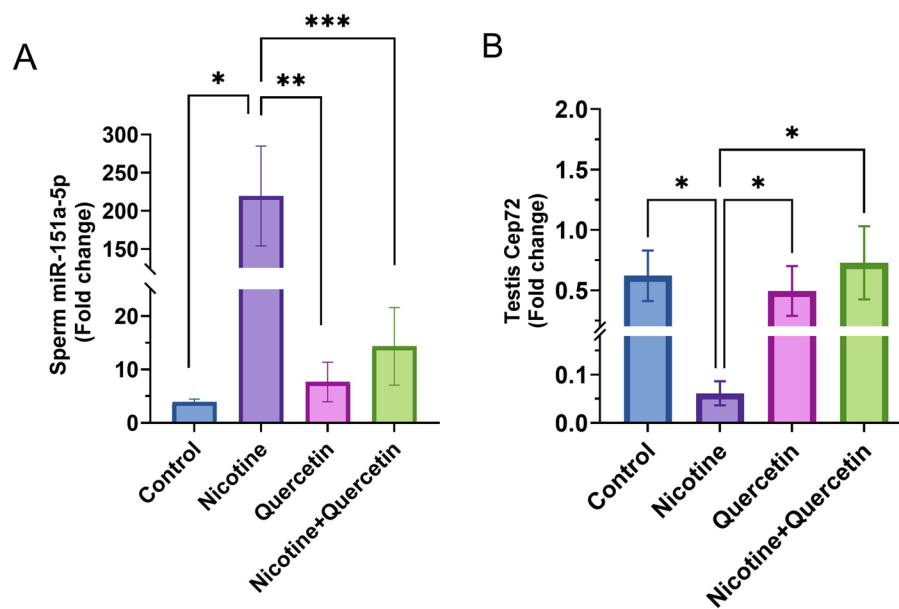 A
*
**
***
Sperm miR-151a-5p
(Fold change)
300
250
200
150
20
10
0
Control
Nicotine
Quercetin
Nicotine+Quercetin
B
*
*
*
Testis Cep72
(Fold change)
2.0
1.5
1.0
0.5
0.1
0.0
Control
Nicotine
Quercetin
Nicotine+Quercetin